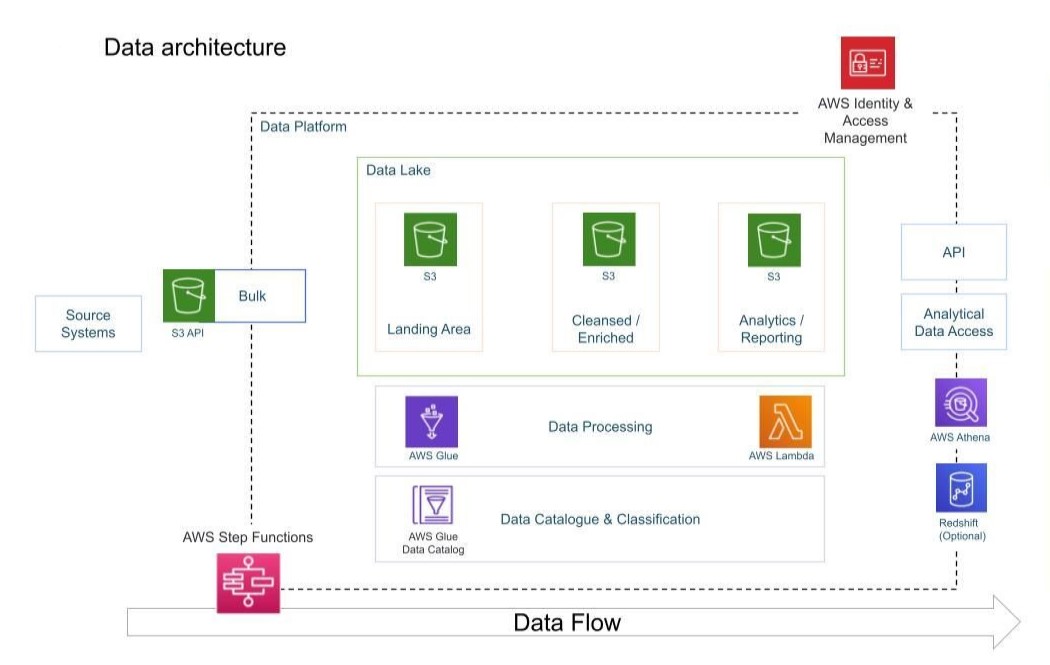 Data architecture
AWS Identity &
Access
Management
Data Platform
Data Lake
S3
S3
S3
Landing Area
Cleansed /
Enriched
Analytics /
Reporting
Source
Systems
S3 API
Bulk
API
Analytical
Data Access
AWS Glue
Data Processing
AWS Lambda
AWS Athena
AWS Glue
Data Catalog
Data Catalogue & Classification
Redshift
(Optional)
AWS Step Functions
Data Flow